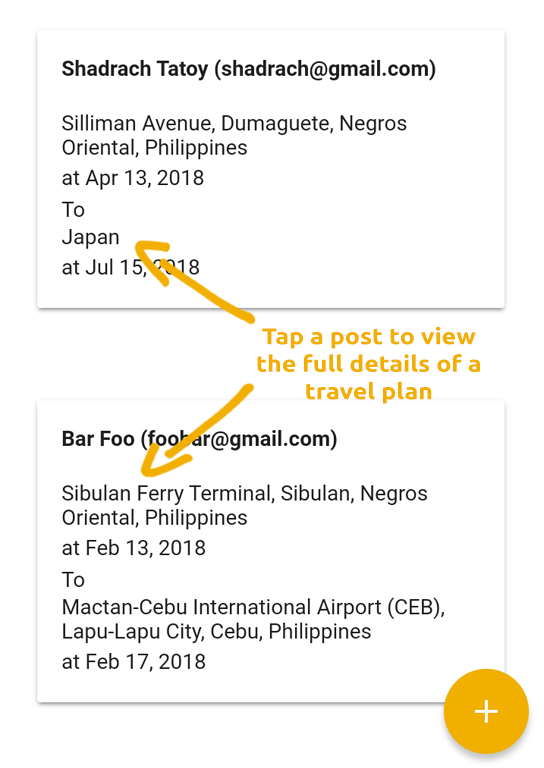 Shadrach Tatoy (shadrach@gmail.com)
Silliman Avenue, Dumaguete, Negros
Oriental, Philippines
at Apr 13, 2018
To
Japan
at Jul 15, 2018
Tap a post to view
the full details of a
travel plan
Bar Foo (foobar@gmail.com)
Sibulan Ferry Terminal, Sibulan, Negros
Oriental, Philippines
at Feb 13, 2018
To
Mactan-Cebu International Airport (CEB),
Lapu-Lapu City, Cebu, Philippines
at Feb 17, 2018
+